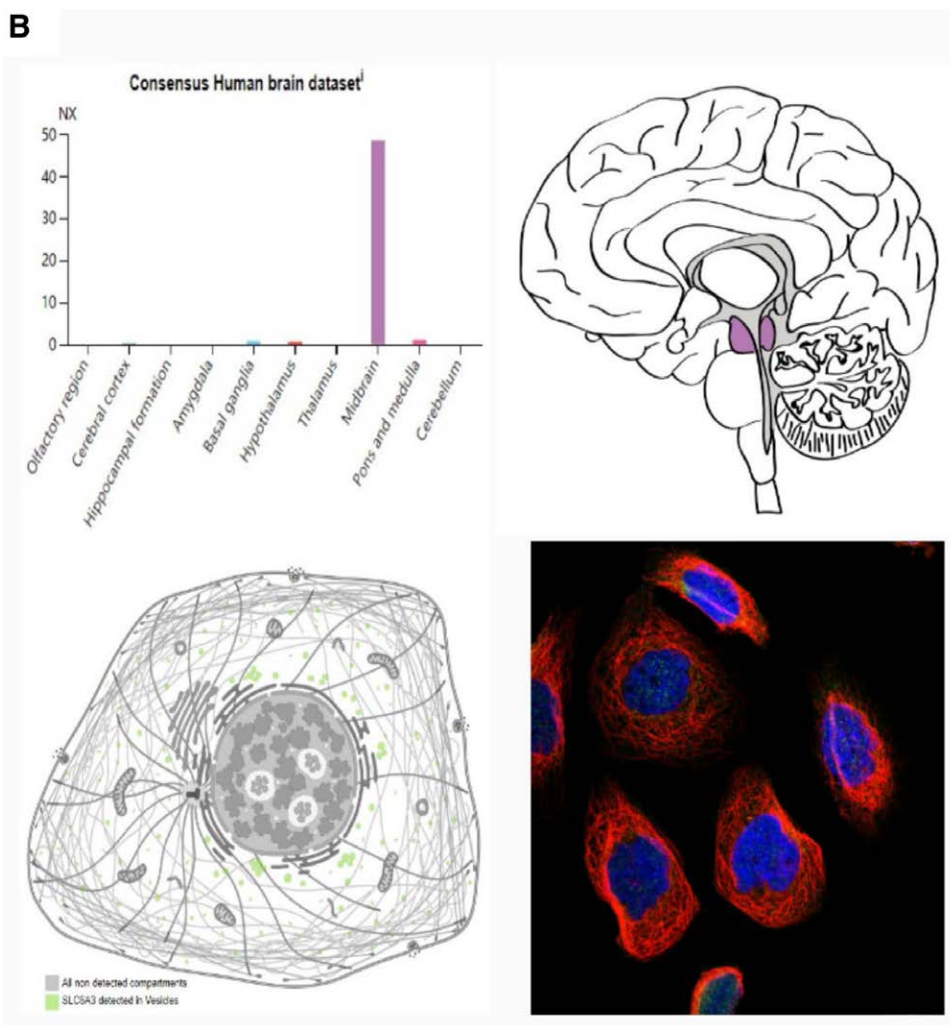 B
Consensus Human brain datasetⁱ
NX
50
40
30
20
10
0
Olfactory region
Cerebral cortex
Hippocampal formation
Amygdala
Basal ganglia
Hypothalamus
Thalamus
Midbrain
Pons and medulla
Cerebellum
All non detected compartments
SLC6A3 detected in Vesicles